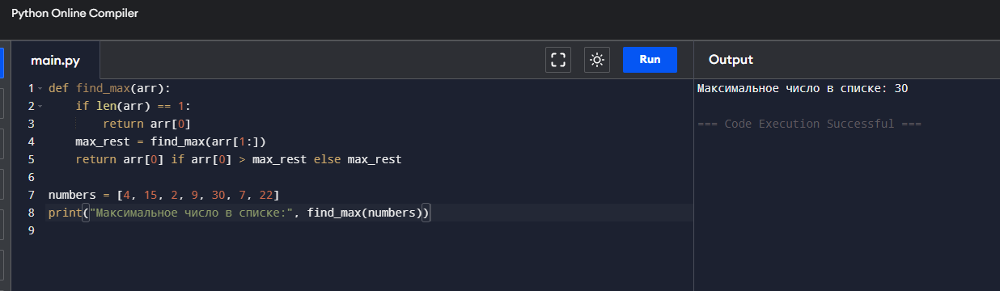 Python Online Compiler
main.py
Run
Output
1 def find_max(arr):
2     if len(arr) == 1:
3         return arr[0]
4     max_rest = find_max(arr[1:])
5     return arr[0] if arr[0] > max_rest else max_rest
6
7 numbers = [4, 15, 2, 9, 30, 7, 22]
8 print("Максимальное число в списке:", find_max(numbers))
9
Максимальное число в списке: 30
=== Code Execution Successful ===